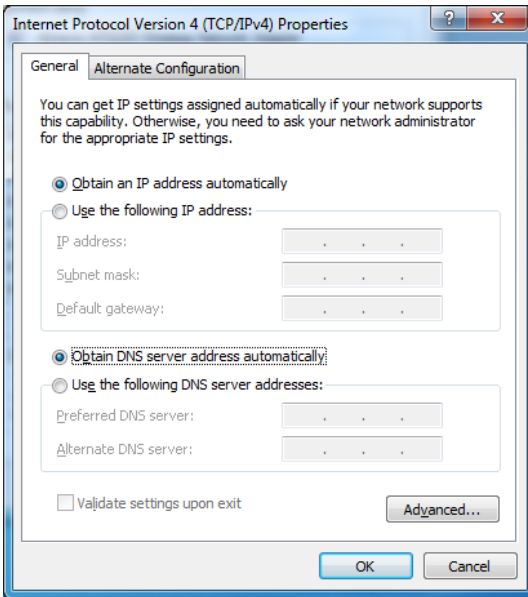 Internet Protocol Version 4 (TCP/IPv4) Properties
?
General
Alternate Configuration
You can get IP settings assigned automatically if your network supports
this capability. Otherwise, you need to ask your network administrator
for the appropriate IP settings.
Obtain an IP address automatically
Use the following IP address:
IP address:
Subnet mask:
Default gateway:
Obtain DNS server address automatically
Use the following DNS server addresses:
Preferred DNS server:
Alternate DNS server:
Validate settings upon exit
Advanced...
OK
Cancel